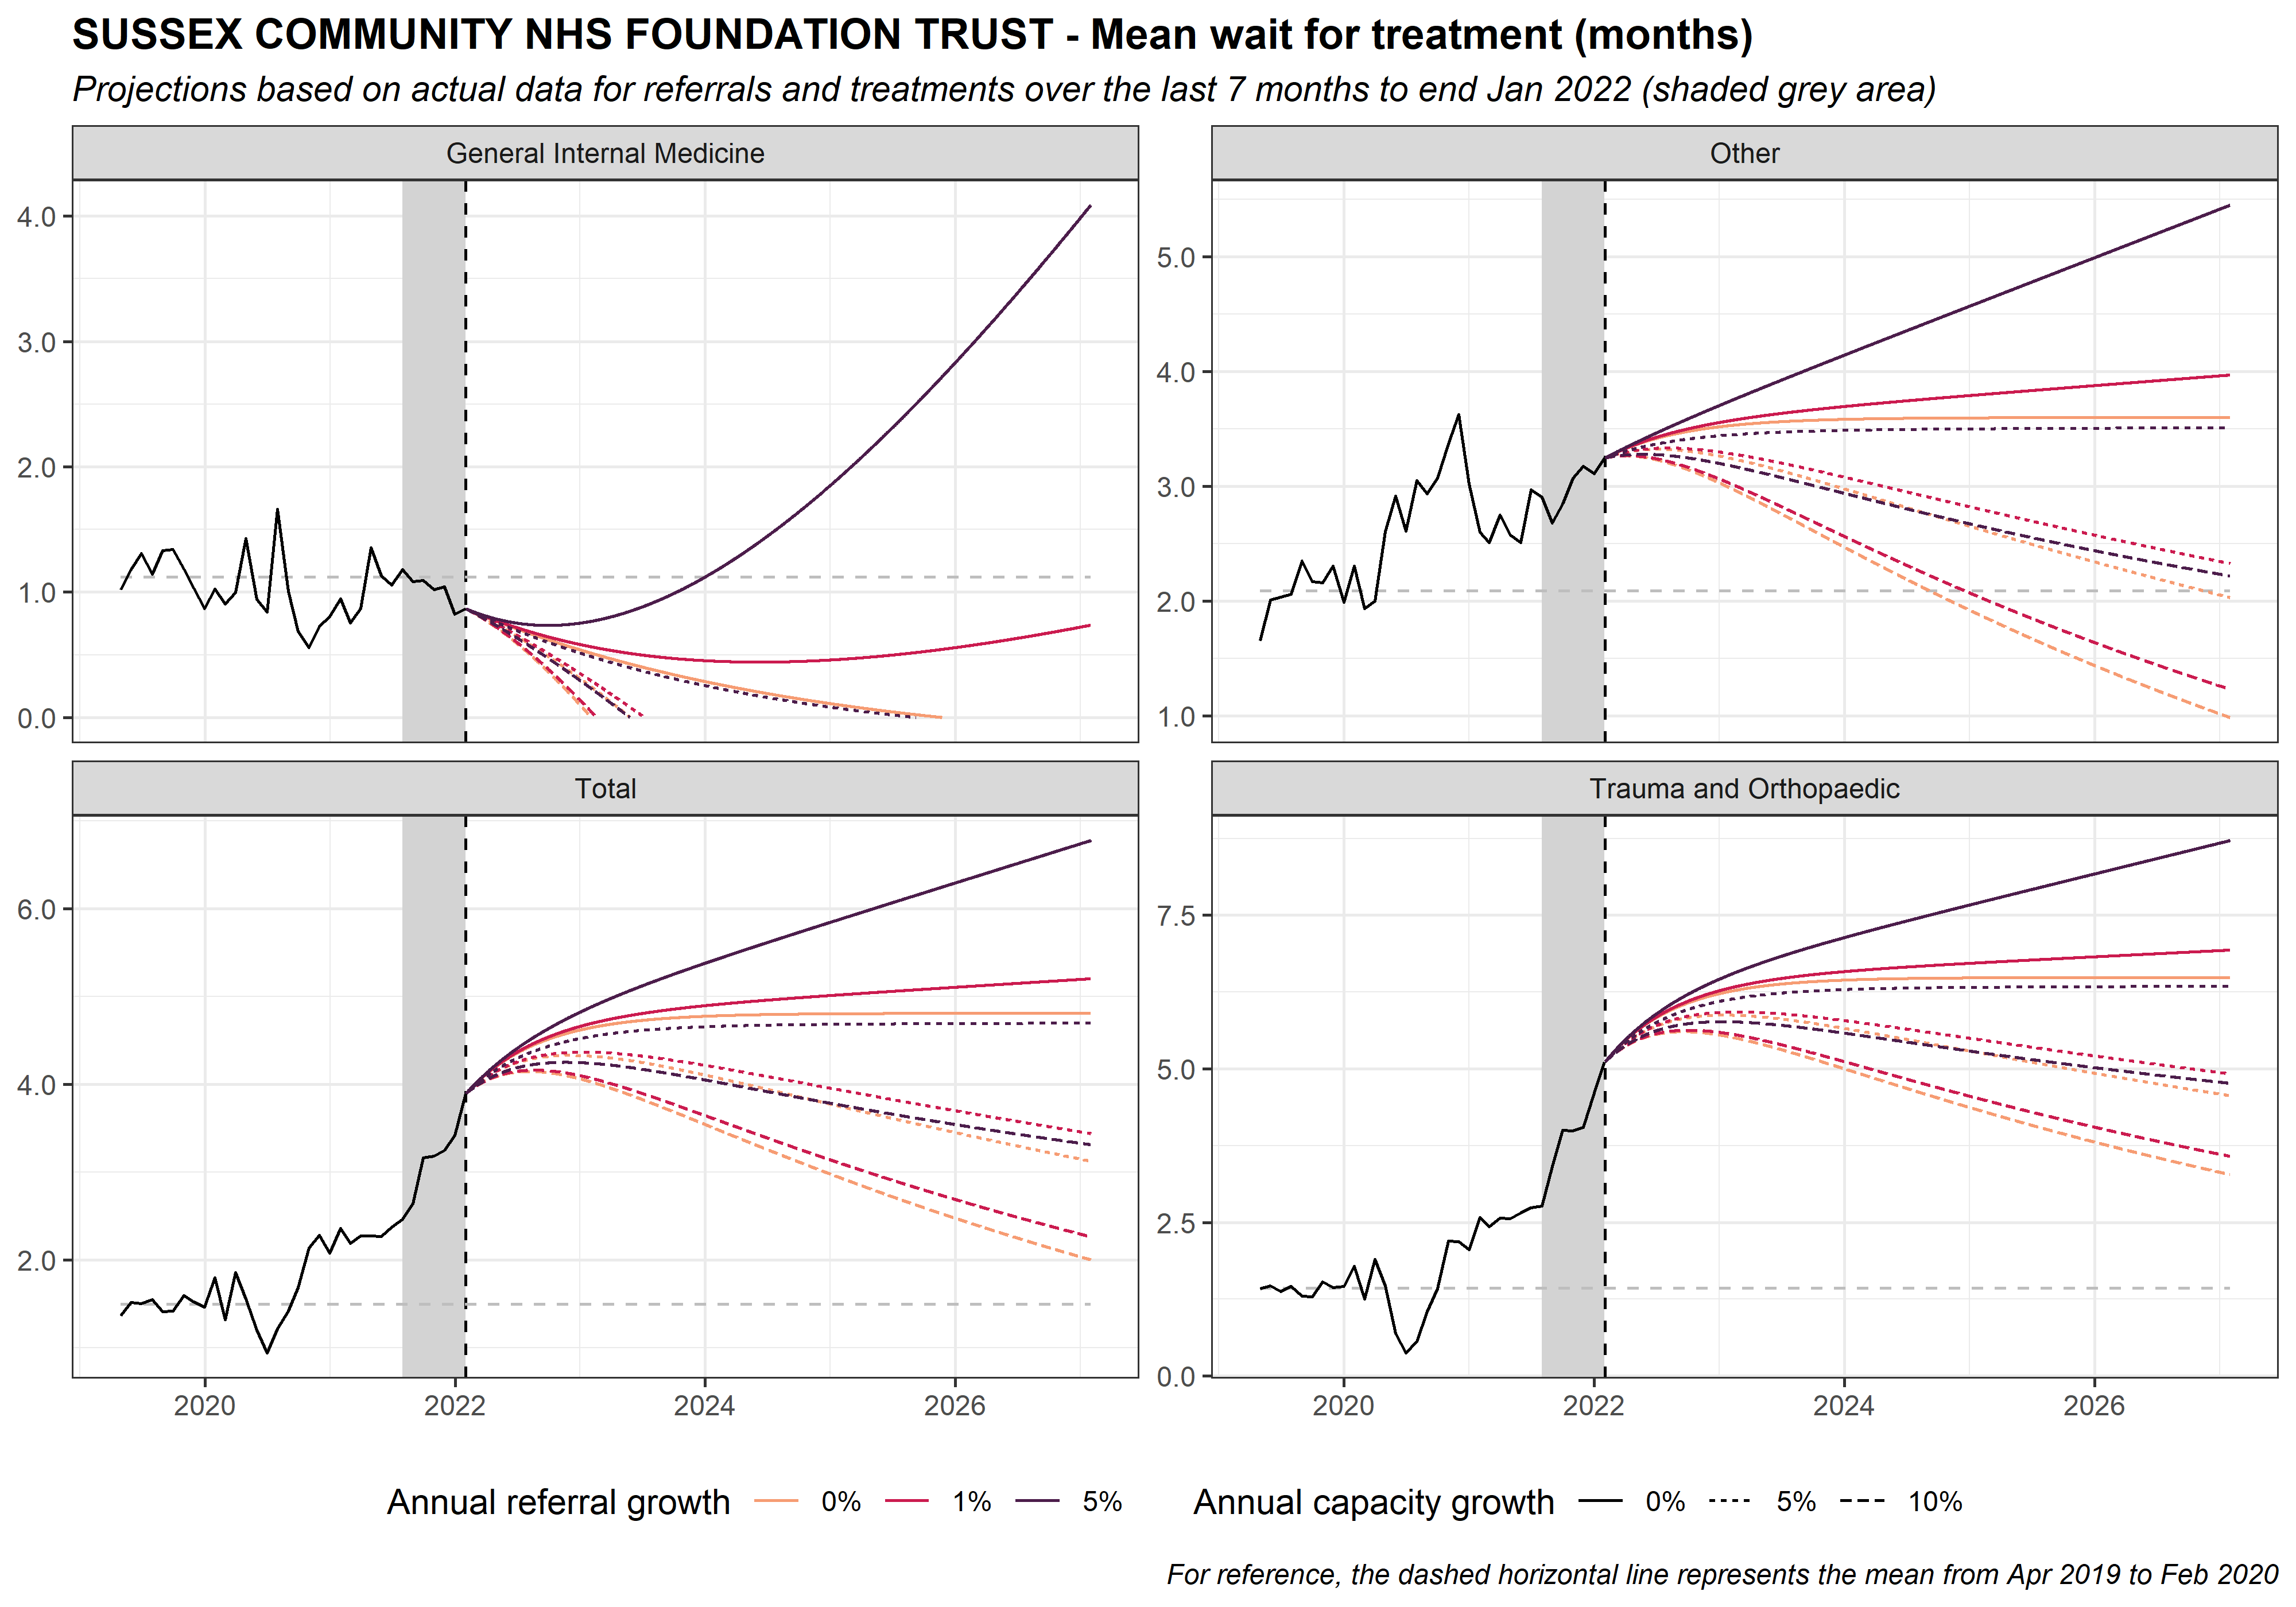 SUSSEX COMMUNITY NHS FOUNDATION TRUST - Mean wait for treatment (months)
Projections based on actual data for referrals and treatments over the last 7 months to end Jan 2022 (shaded grey area)
General Internal Medicine
4.0
3.0
2.0
1.0
0.0
Other
5.0
4.0
3.0
2.0
1.0
Total
6.0
4.0
2.0
2020 2022 2024 2026
Trauma and Orthopaedic
7.5
5.0
2.5
0.0
2020 2022 2024 2026
Annual referral growth 0% 1% 5%
Annual capacity growth 0% 5% 10%
For reference, the dashed horizontal line represents the mean from Apr 2019 to Feb 2020